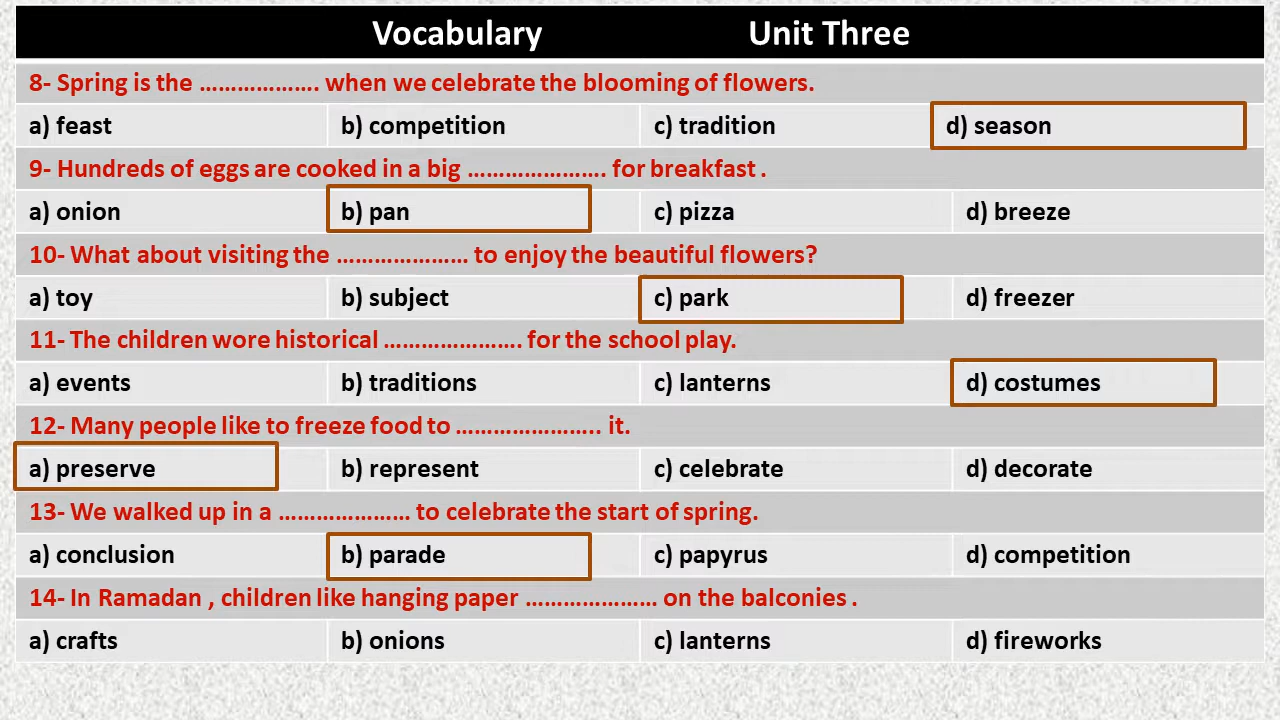 Vocabulary Unit Three
8- Spring is the ………………. when we celebrate the blooming of flowers.
a) feast b) competition c) tradition d) season
9- Hundreds of eggs are cooked in a big …………………. for breakfast .
a) onion b) pan c) pizza d) breeze
10- What about visiting the ………………… to enjoy the beautiful flowers?
a) toy b) subject c) park d) freezer
11- The children wore historical …………………. for the school play.
a) events b) traditions c) lanterns d) costumes
12- Many people like to freeze food to ………………….. it.
a) preserve b) represent c) celebrate d) decorate
13- We walked up in a ………………… to celebrate the start of spring.
a) conclusion b) parade c) papyrus d) competition
14- In Ramadan , children like hanging paper ………………… on the balconies .
a) crafts b) onions c) lanterns d) fireworks